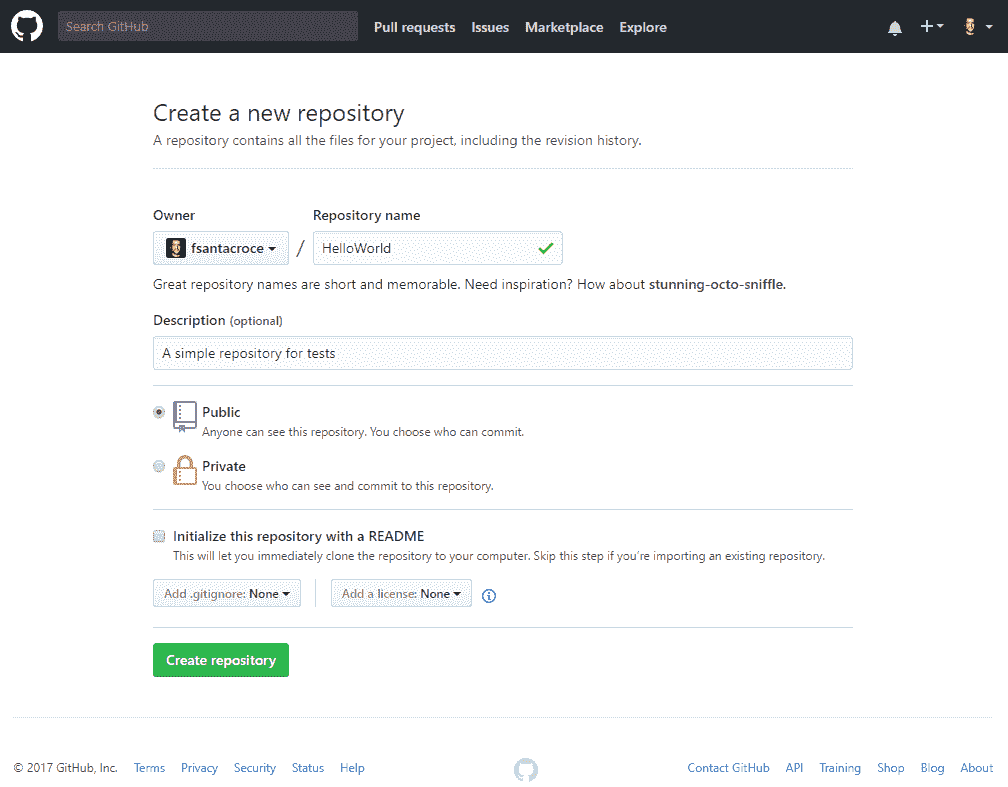 Search GitHub Pull requests Issues Marketplace Explore
Create a new repository
A repository contains all the files for your project, including the revision history.
Owner Repository name
fsantacroce / HelloWorld
Great repository names are short and memorable. Need inspiration? How about stunning-octo-sniffle.
Description (optional)
A simple repository for tests
Public
Anyone can see this repository. You choose who can commit.
Private
You choose who can see and commit to this repository.
Initialize this repository with a README
This will let you immediately clone the repository to your computer. Skip this step if you’re importing an existing repository.
Add .gitignore: None Add a license: None
Create repository
© 2017 GitHub, Inc. Terms Privacy Security Status Help Contact GitHub API Training Shop Blog About